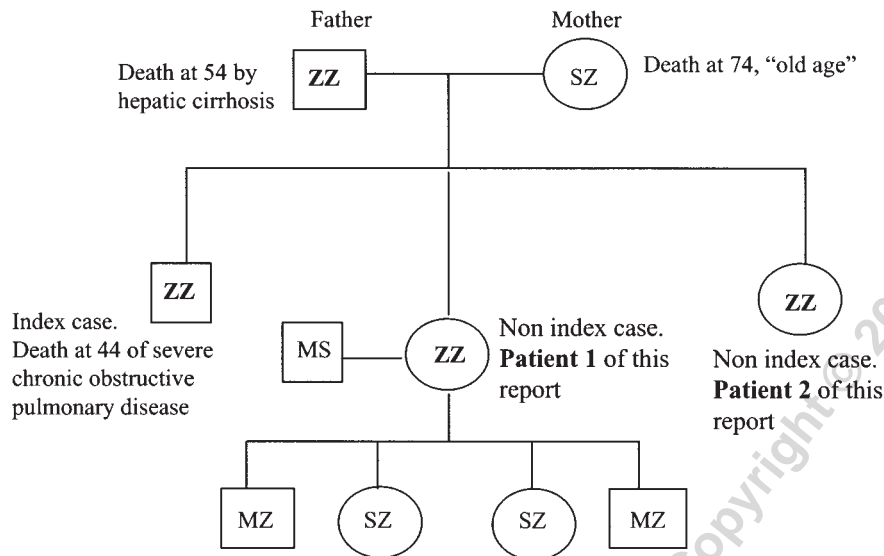 Father
Mother
Death at 54 by
hepatic cirrhosis
ZZ
SZ
Death at 74, “old age”
ZZ
Index case.
Death at 44 of severe
chronic obstructive
pulmonary disease
MS
ZZ
Non index case.
Patient 1 of this
report
ZZ
Non index case.
Patient 2 of this
report
MZ
SZ
SZ
MZ
copyright © 20